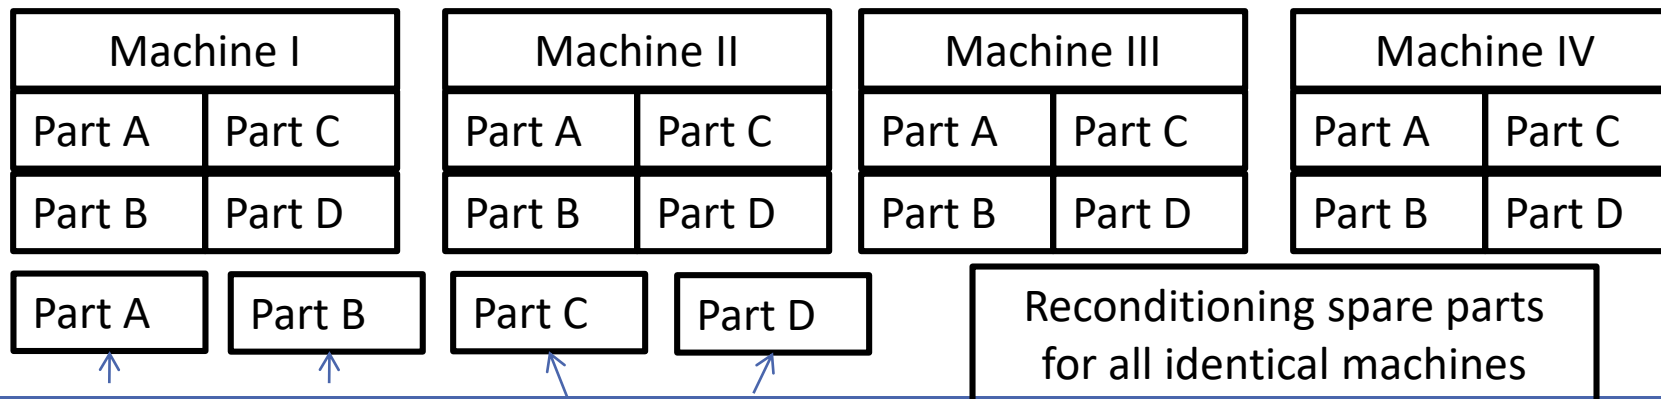 Machine I Machine II Machine III Machine IV
Part A Part C Part A Part C Part A Part C Part A Part C
Part B Part D Part B Part D Part B Part D Part B Part D
Part A Part B Part C Part D
Reconditioning spare parts
for all identical machines